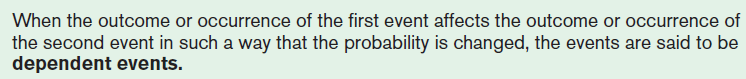 When the outcome or occurrence of the first event affects the outcome or occurrence of
the second event in such a way that the probability is changed, the events are said to be
dependent events.